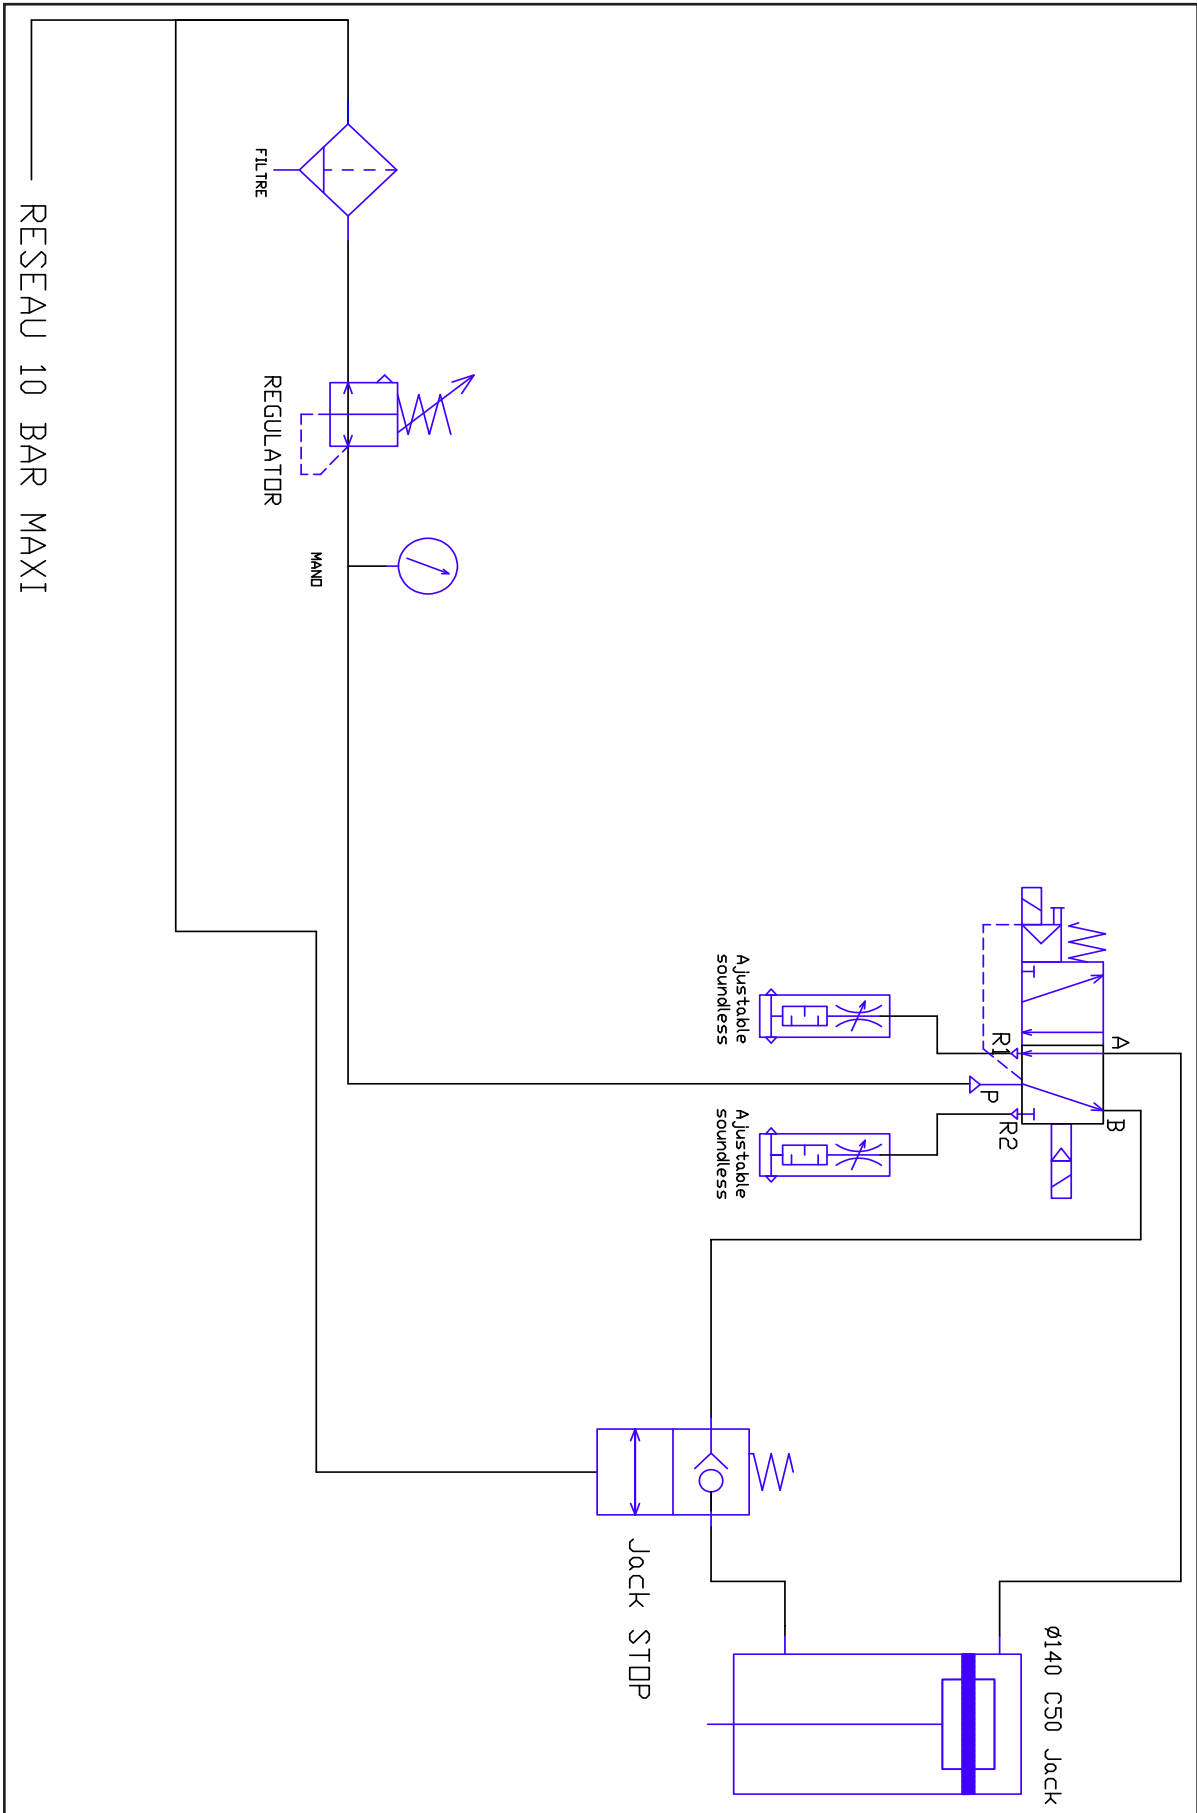 RESEAU 10 BAR MAXI
FILTRE
REGULATOR
MANO
Ajustable
soundless
Ajustable
soundless
R1
P
R2
A
B
Jack STOP
Ø140 C50 Jack